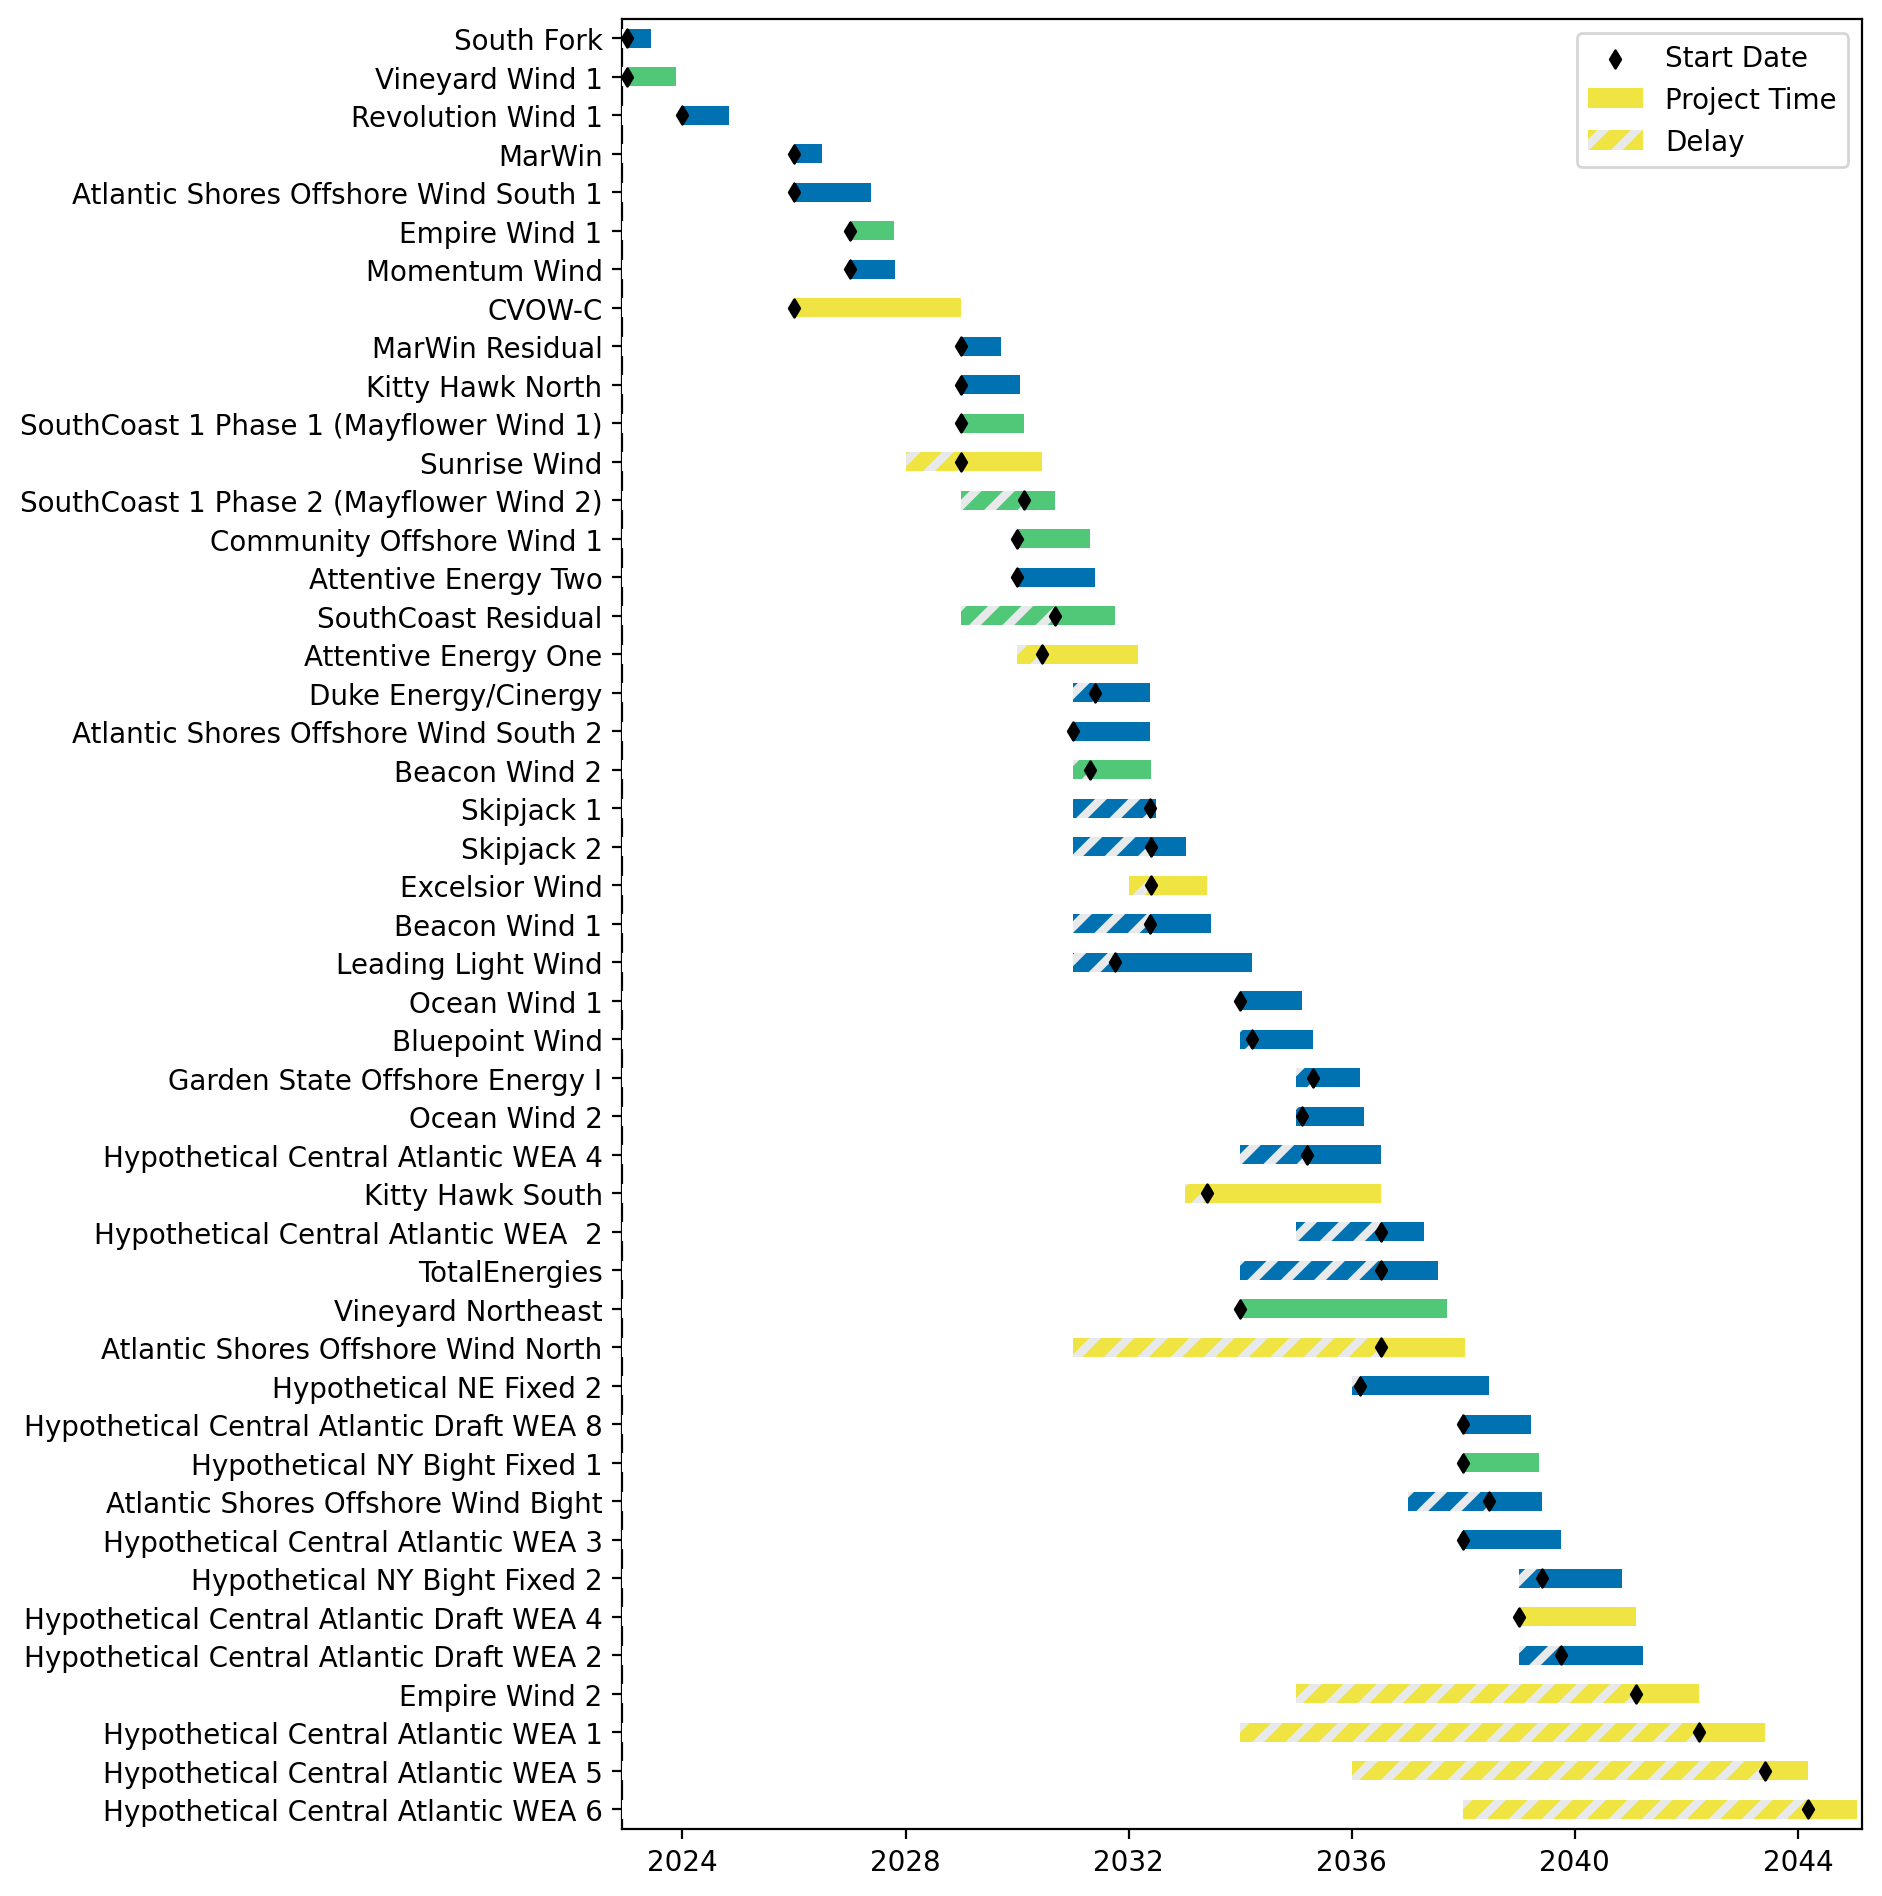 South Fork
Vineyard Wind 1
Revolution Wind 1
MarWin
Atlantic Shores Offshore Wind South 1
Empire Wind 1
Momentum Wind
CVOW-C
MarWin Residual
Kitty Hawk North
SouthCoast 1 Phase 1 (Mayflower Wind 1)
Sunrise Wind
SouthCoast 1 Phase 2 (Mayflower Wind 2)
Community Offshore Wind 1
Attentive Energy Two
SouthCoast Residual
Attentive Energy One
Duke Energy/Cinergy
Atlantic Shores Offshore Wind South 2
Beacon Wind 2
Skipjack 1
Skipjack 2
Excelsior Wind
Beacon Wind 1
Leading Light Wind
Ocean Wind 1
Bluepoint Wind
Garden State Offshore Energy I
Ocean Wind 2
Hypothetical Central Atlantic WEA 4
Kitty Hawk South
Hypothetical Central Atlantic WEA  2
TotalEnergies
Vineyard Northeast
Atlantic Shores Offshore Wind North
Hypothetical NE Fixed 2
Hypothetical Central Atlantic Draft WEA 8
Hypothetical NY Bight Fixed 1
Atlantic Shores Offshore Wind Bight
Hypothetical Central Atlantic WEA 3
Hypothetical NY Bight Fixed 2
Hypothetical Central Atlantic Draft WEA 4
Hypothetical Central Atlantic Draft WEA 2
Empire Wind 2
Hypothetical Central Atlantic WEA 1
Hypothetical Central Atlantic WEA 5
Hypothetical Central Atlantic WEA 6
Start Date
Project Time
Delay
2024 2028 2032 2036 2040 2044